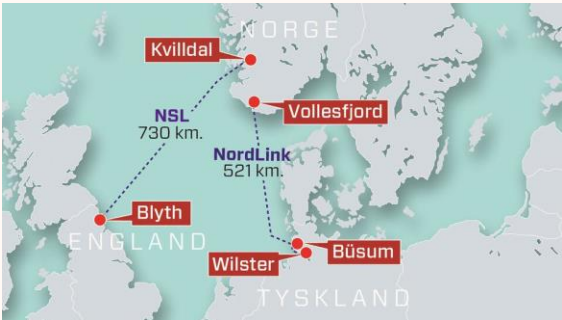 NORGE
Kvilldal
Vollesfjord
NSL
730 km.
NordLink
521 km.
Blyth
ENGLAND
Büsum
Wilster
TYSKLAND